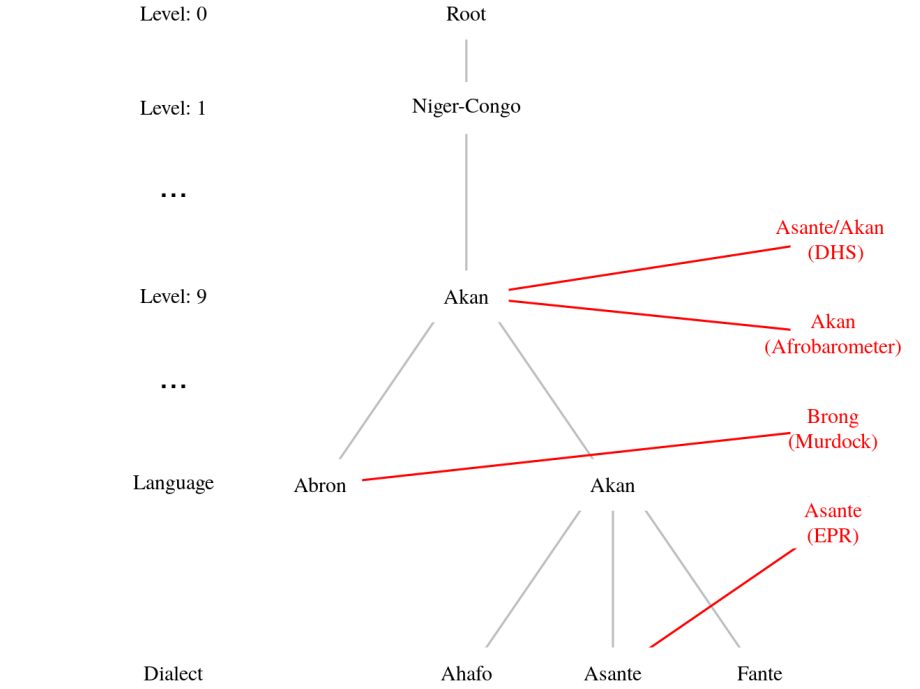 Level: 0
Root
Level: 1
Niger-Congo
...
Asante/Akan
(DHS)
Level: 9
Akan
Akan
(Afrobarometer)
...
Brong
(Murdock)
Language
Abron
Akan
Asante
(EPR)
Dialect
Ahafo
Asante
Fante